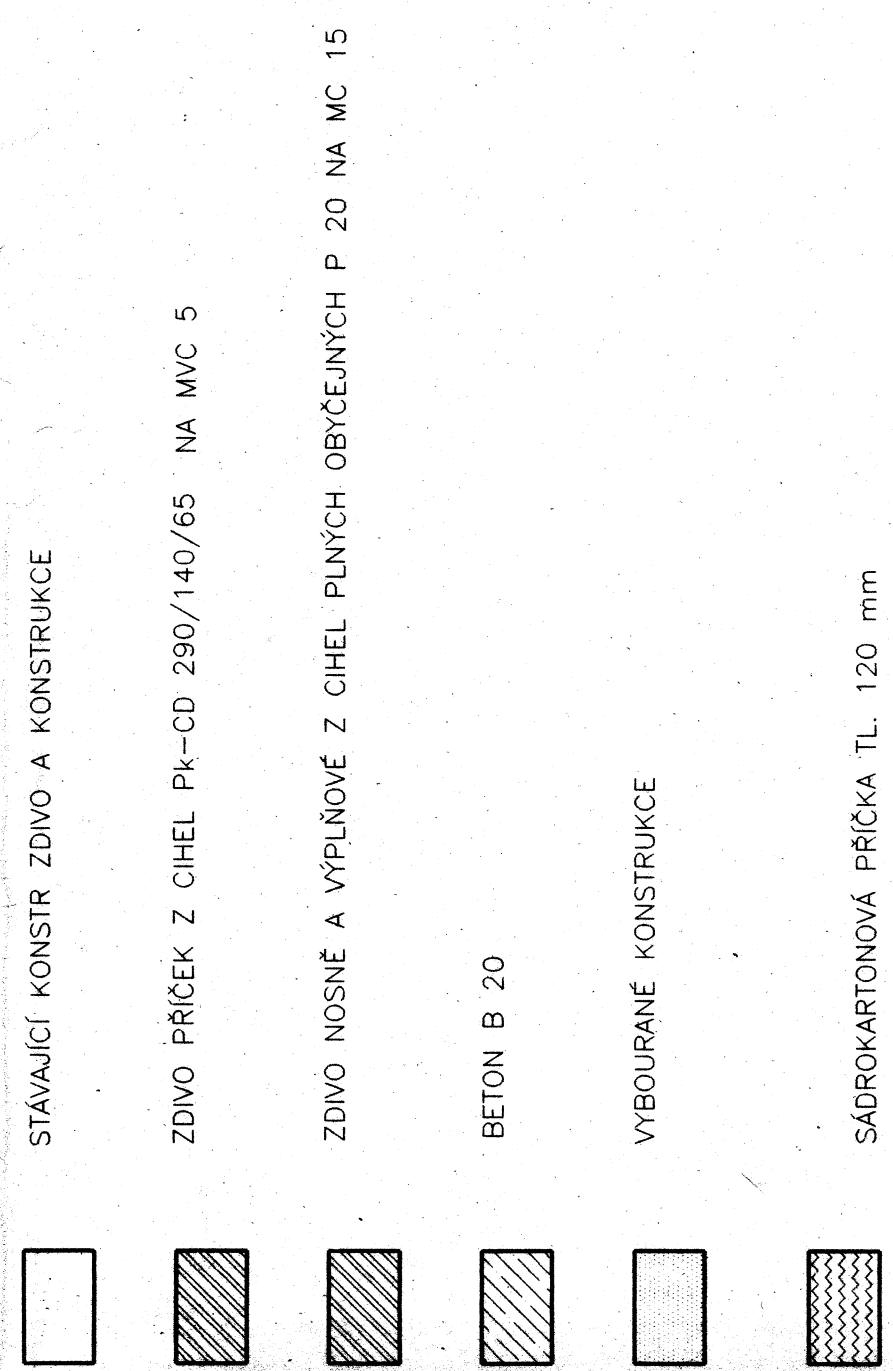 STÁVAJÍCÍ KONSTR ZDIVO A KONSTRUKCE
ZDIVO PŘÍČEK Z CIHEL Pk-CD 290/140/65 NA MVC 5
ZDIVO NOSNĚ A VÝPLŇOVÉ Z CIHEL PLNÝCH OBYČEJNÝCH P 20 NA MC 15
BETON B 20
VYBOURANÉ KONSTRUKCE
SÁDROKARTONOVÁ PŘÍČKA TL. 120 mm